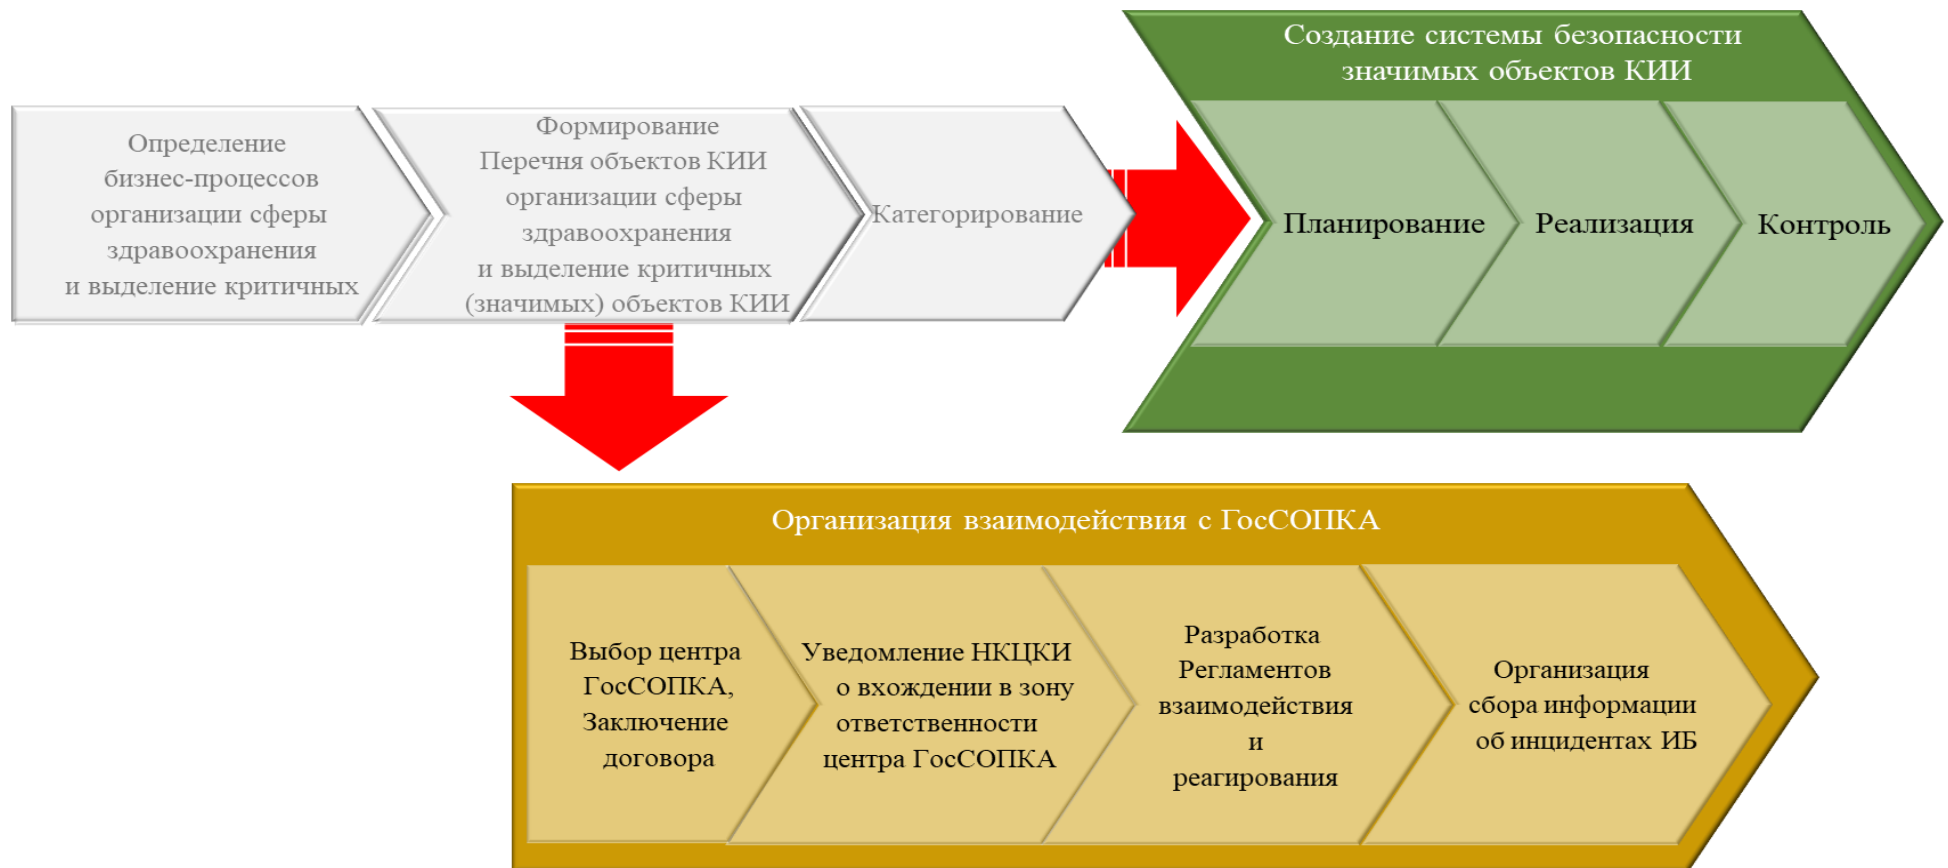 Создание системы безопасности
значимых объектов КИИ
Определение
бизнес-процессов
организации сферы
здравоохранения
и выделение критичных
Формирование
Перечня объектов КИИ
организации сферы
здравоохранения
и выделение критичных
(значимых) объектов КИИ
Категорирование
Планирование
Реализация
Контроль
Организация взаимодействия с ГосСОПКА
Выбор центра
ГосСОПКА,
Заключение
договора
Уведомление НКЦКИ
о вхождении в зону
ответственности
центра ГосСОПКА
Разработка
Регламентов
взаимодействия
и
реагирования
Организация
сбора информации
об инцидентах ИБ